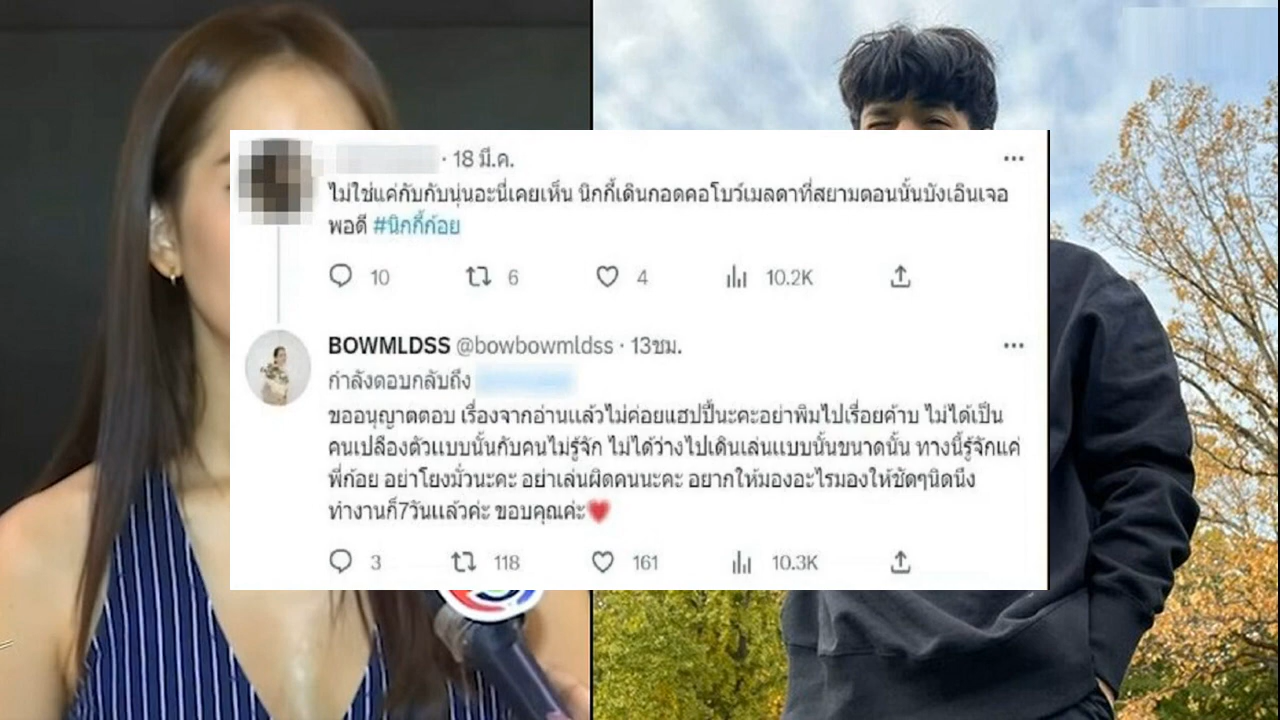 · 18 มี.ค.
ไม่ใช่แค่กับกับนุ่นอะนี่เคยเห็น นิกกี้เดินกอดคอโบว์เมลดาที่สยามตอนนั้นบังเอินเจอ
พอดี #นิกกี้ก้อย
10 6 4 10.2K
BOWMLDSS @bowbowmldss · 13ชม.
กำลังตอบกลับถึง
ขออนุญาตตอบ เรื่องจากอ่านแล้วไม่ค่อยแฮปปี้นะคะอย่าพิมไปเรื่อยค้าบ ไม่ได้เป็น
คนเปลืองตัวแบบนั้นกับคนไม่รู้จัก ไม่ได้ว่างไปเดินเล่นแบบนั้นขนาดนั้น ทางนี้รู้จักแค่
พี่ก้อย อย่าโยงมั่วนะคะ อย่าเล่นผิดคนนะคะ อยากให้มองอะไรมองให้ชัดๆนิดนึง
ทำงานก็7วันแล้วค่ะ ขอบคุณค่ะ❤️
3 118 161 10.3K